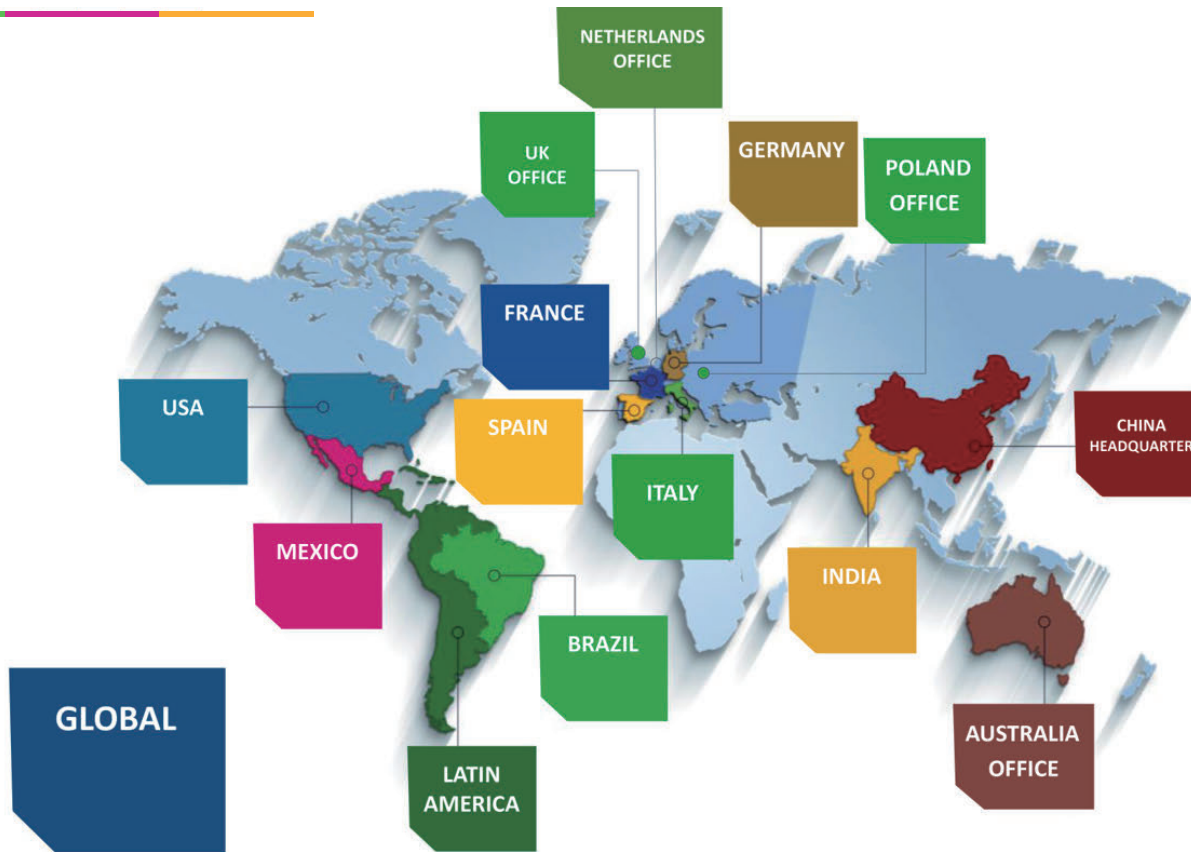 NETHERLANDS
OFFICE
UK
OFFICE
GERMANY
POLAND
OFFICE
FRANCE
USA
SPAIN
ITALY
CHINA
HEADQUARTER
MEXICO
BRAZIL
INDIA
GLOBAL
LATIN
AMERICA
AUSTRALIA
OFFICE